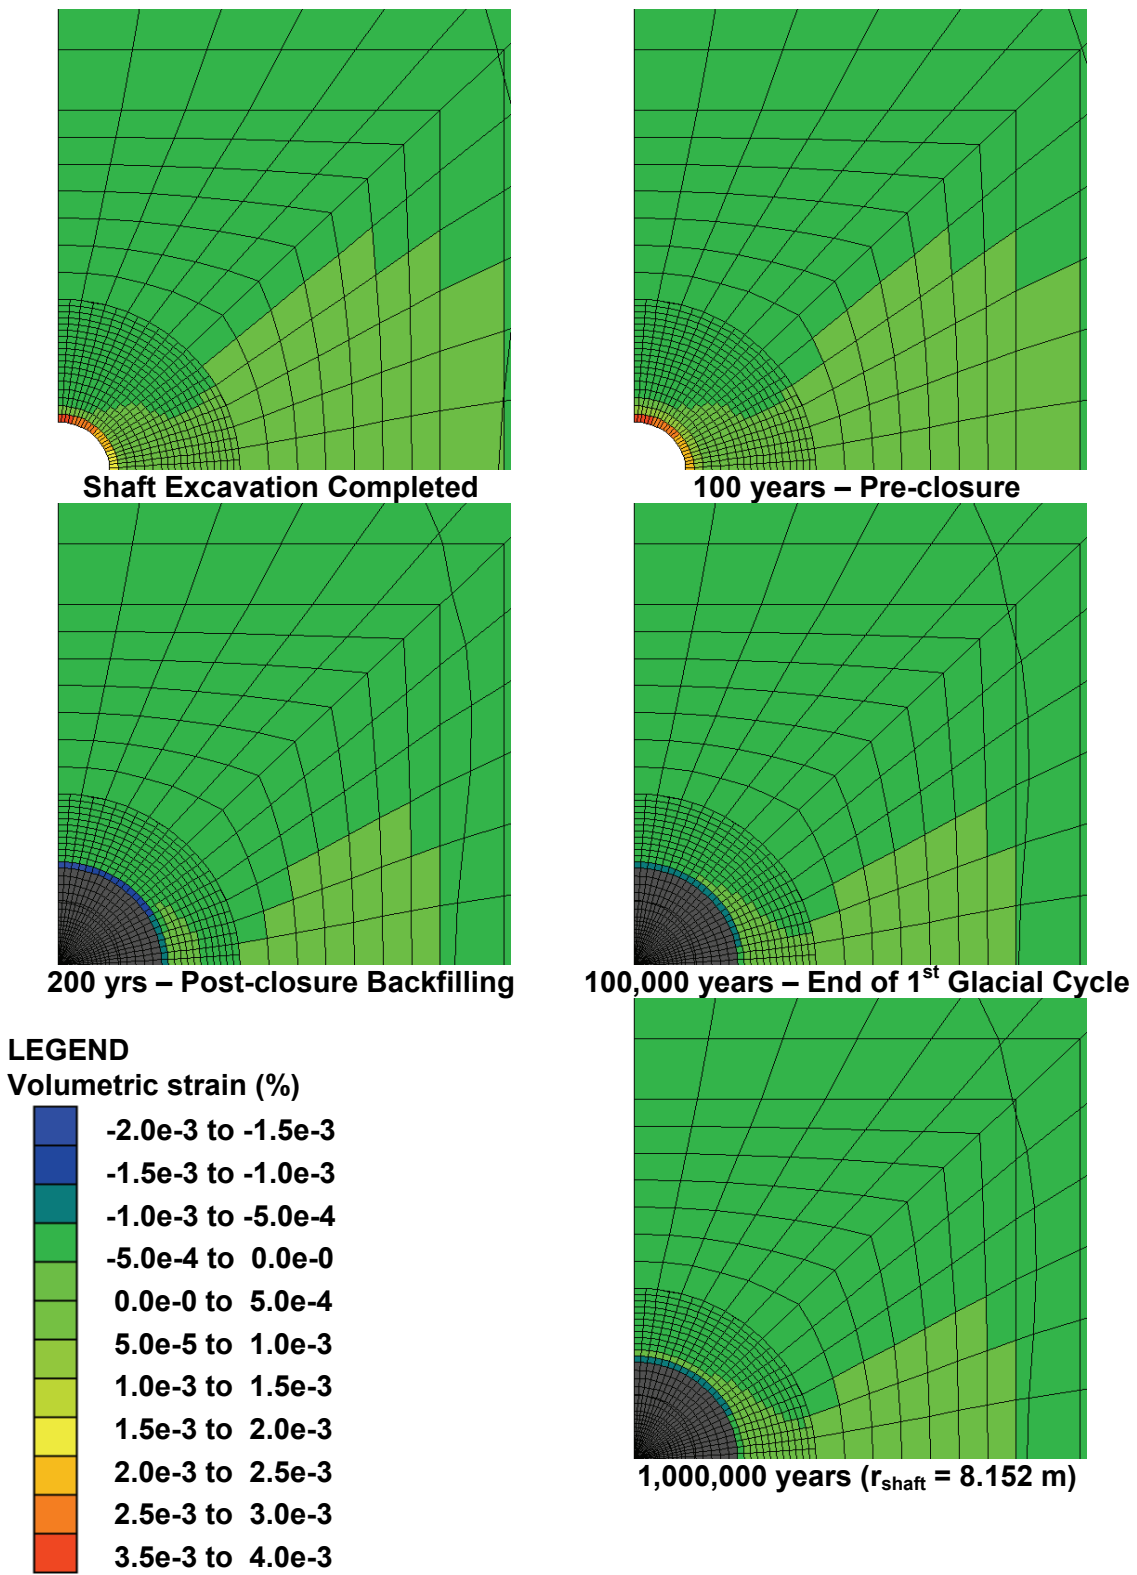 Shaft Excavation Completed
100 years – Pre-closure
200 yrs – Post-closure Backfilling
100,000 years – End of 1st Glacial Cycle
LEGEND
Volumetric strain (%)
-2.0e-3 to -1.5e-3
-1.5e-3 to -1.0e-3
-1.0e-3 to -5.0e-4
-5.0e-4 to 0.0e-0
0.0e-0 to 5.0e-4
5.0e-5 to 1.0e-3
1.0e-3 to 1.5e-3
1.5e-3 to 2.0e-3
2.0e-3 to 2.5e-3
2.5e-3 to 3.0e-3
3.5e-3 to 4.0e-3
1,000,000 years (rshaft = 8.152 m)